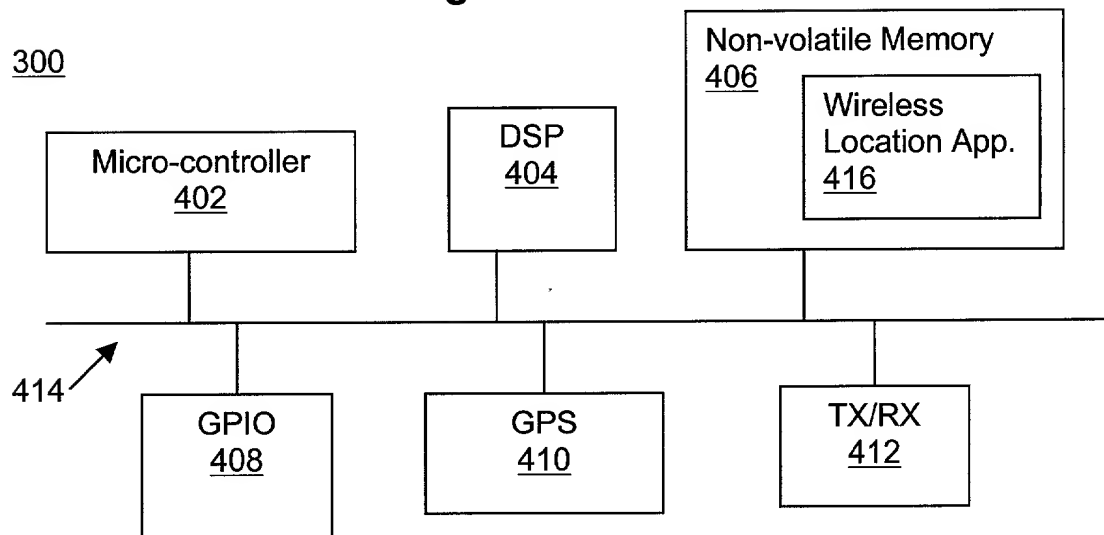 300
Non-volatile Memory
406
Wireless
Location App.
416
DSP
404
Micro-controller
402
414
GPIO
408
GPS
410
TX/RX
412